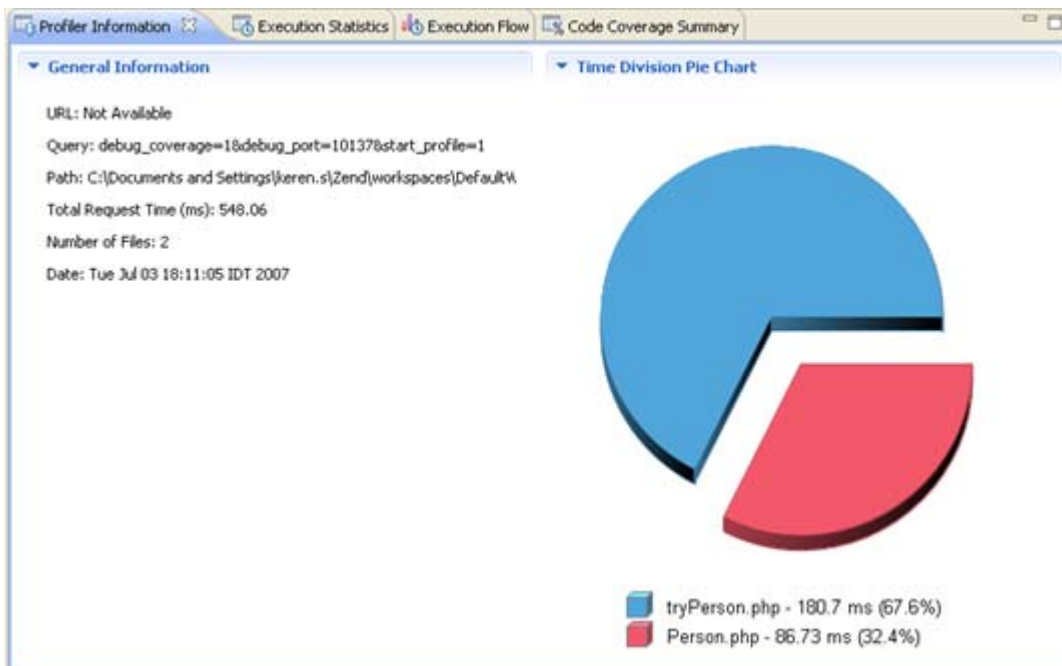 Profiler Information
Execution Statistics
Execution Flow
Code Coverage Summary
General Information
URL: Not Available
Query: debug_coverage=1&debug_port=10137&start_profile=1
Path: C:\Documents and Settings\keren.s\Zend\workspaces\Default\
Total Request Time (ms): 548.06
Number of Files: 2
Date: Tue Jul 03 18:11:05 IDT 2007
Time Division Pie Chart
tryPerson.php - 180.7 ms (67.6%)
Person.php - 86.73 ms (32.4%)